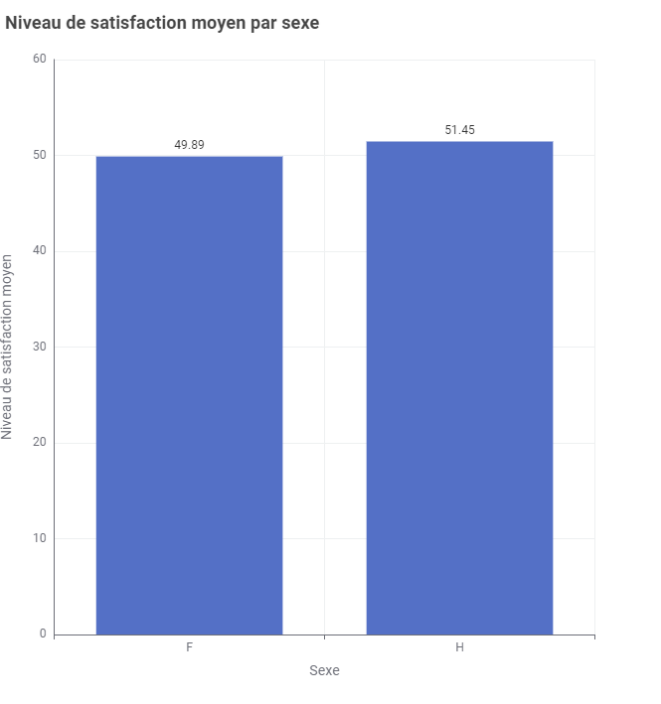 Niveau de satisfaction moyen par sexe
60
50
40
30
20
10
0
Niveau de satisfaction moyen
49.89
51.45
F
H
Sexe